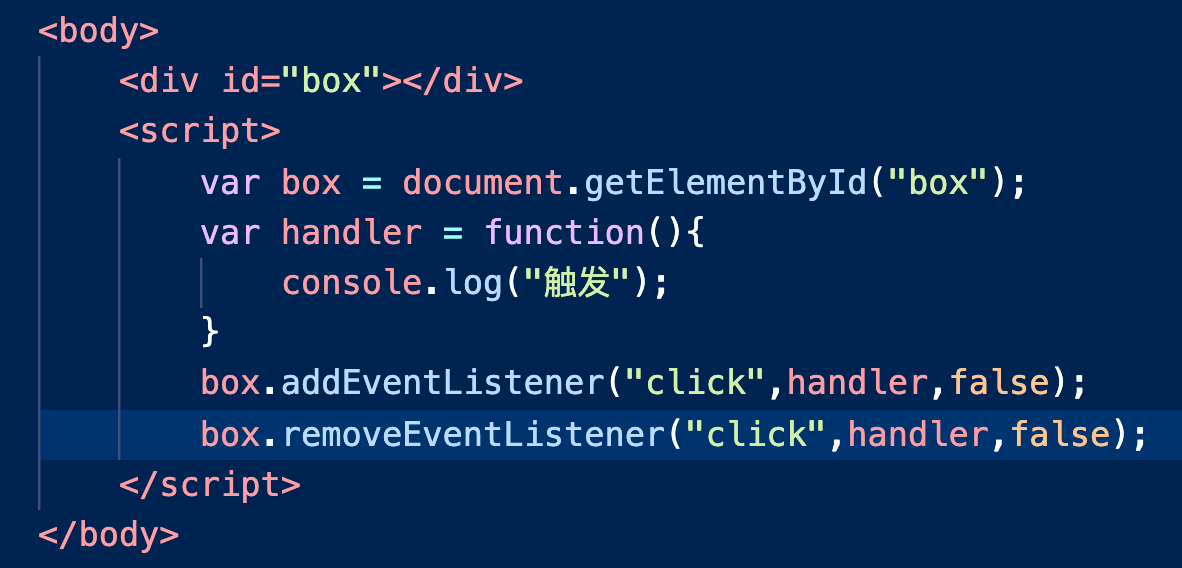 <body>
<div id="box"></div>
<script>
var box = document.getElementById("box");
var handler = function(){
console.log("触发");
}
box.addEventListener("click",handler,false);
box.removeEventListener("click",handler,false);
</script>
</body>